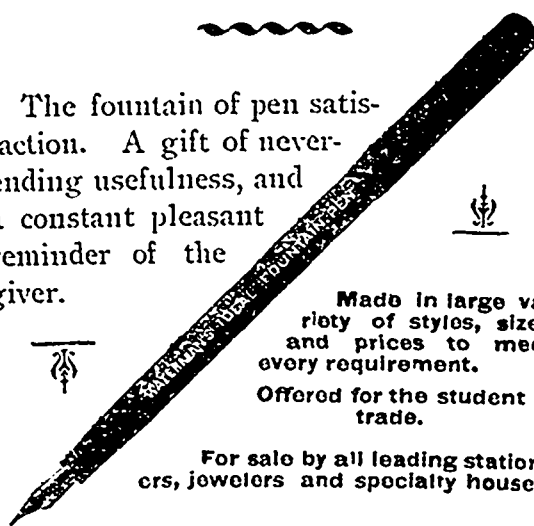 The fountain of pen satis-
action. A gift of never-
ending usefulness, and
a constant pleasant
reminder of the
giver.
WATERMAN'S IDEAL FOUNTAIN PEN
Made in large va
riety of styles, size
and prices to mee
every requirement.
Offered for the student
trade.
For sale by all leading station
ers, jewelers and specialty house